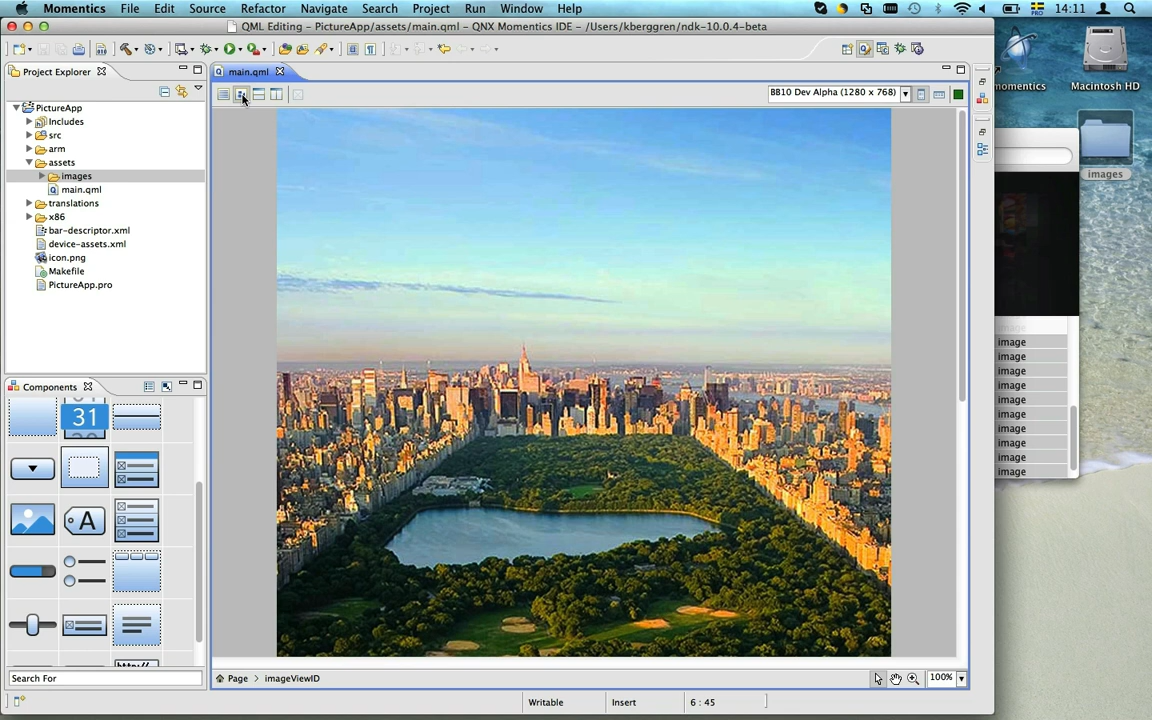 Momentics File Edit Source Refactor Navigate Search Project Run Window Help 14:11
QML Editing – PictureApp/assets/main.qml – QNX Momentics IDE – /Users/kberggren/ndk-10.0.4-beta
Project Explorer
main.qml
BB10 Dev Alpha (1280 x 768)
PictureApp
Includes
src
arm
assets
images
main.qml
translations
x86
bar-descriptor.xml
device-assets.xml
icon.png
Makefile
PictureApp.pro
Components
31
A
http://
Search For
Page > imageViewID
100%
Writable Insert 6 : 45
momentics
Macintosh HD
images
image
image
image
image
image
image
image
image
image
image
image